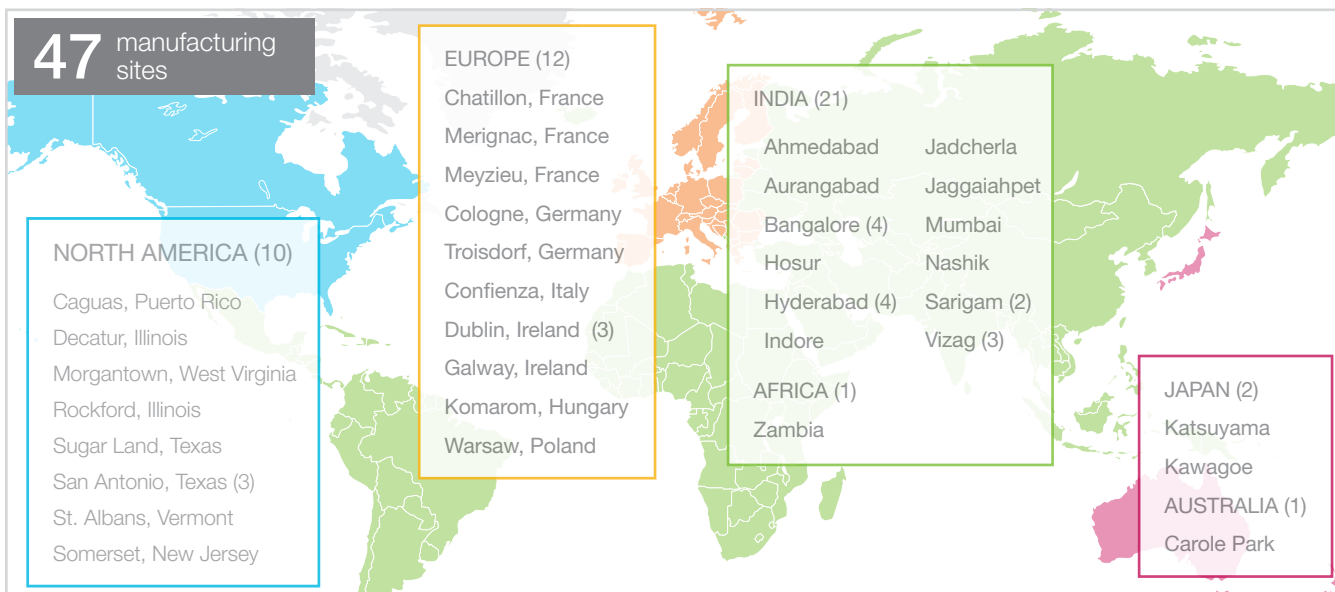 47 manufacturing
sites
NORTH AMERICA (10)
Caguas, Puerto Rico
Decatur, Illinois
Morgantown, West Virginia
Rockford, Illinois
Sugar Land, Texas
San Antonio, Texas (3)
St. Albans, Vermont
Somerset, New Jersey
EUROPE (12)
Chatillon, France
Merignac, France
Meyzieu, France
Cologne, Germany
Troisdorf, Germany
Confienza, Italy
Dublin, Ireland (3)
Galway, Ireland
Komarom, Hungary
Warsaw, Poland
INDIA (21)
Ahmedabad
Aurangabad
Bangalore (4)
Hosur
Hyderabad (4)
Indore
Jadcherla
Jaggaiahpet
Mumbai
Nashik
Sarigam (2)
Vizag (3)
AFRICA (1)
Zambia
JAPAN (2)
Katsuyama
Kawagoe
AUSTRALIA (1)
Carole Park